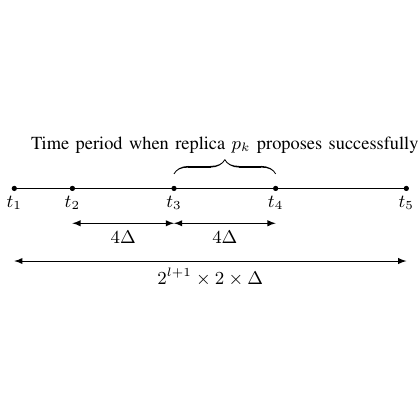 Time period when replica $p_k$ proposes successfully
$t_1$ $t_2$ $t_3$ $t_4$ $t_5$
$4\Delta$ $4\Delta$
$2^{l+1} \times 2 \times \Delta$